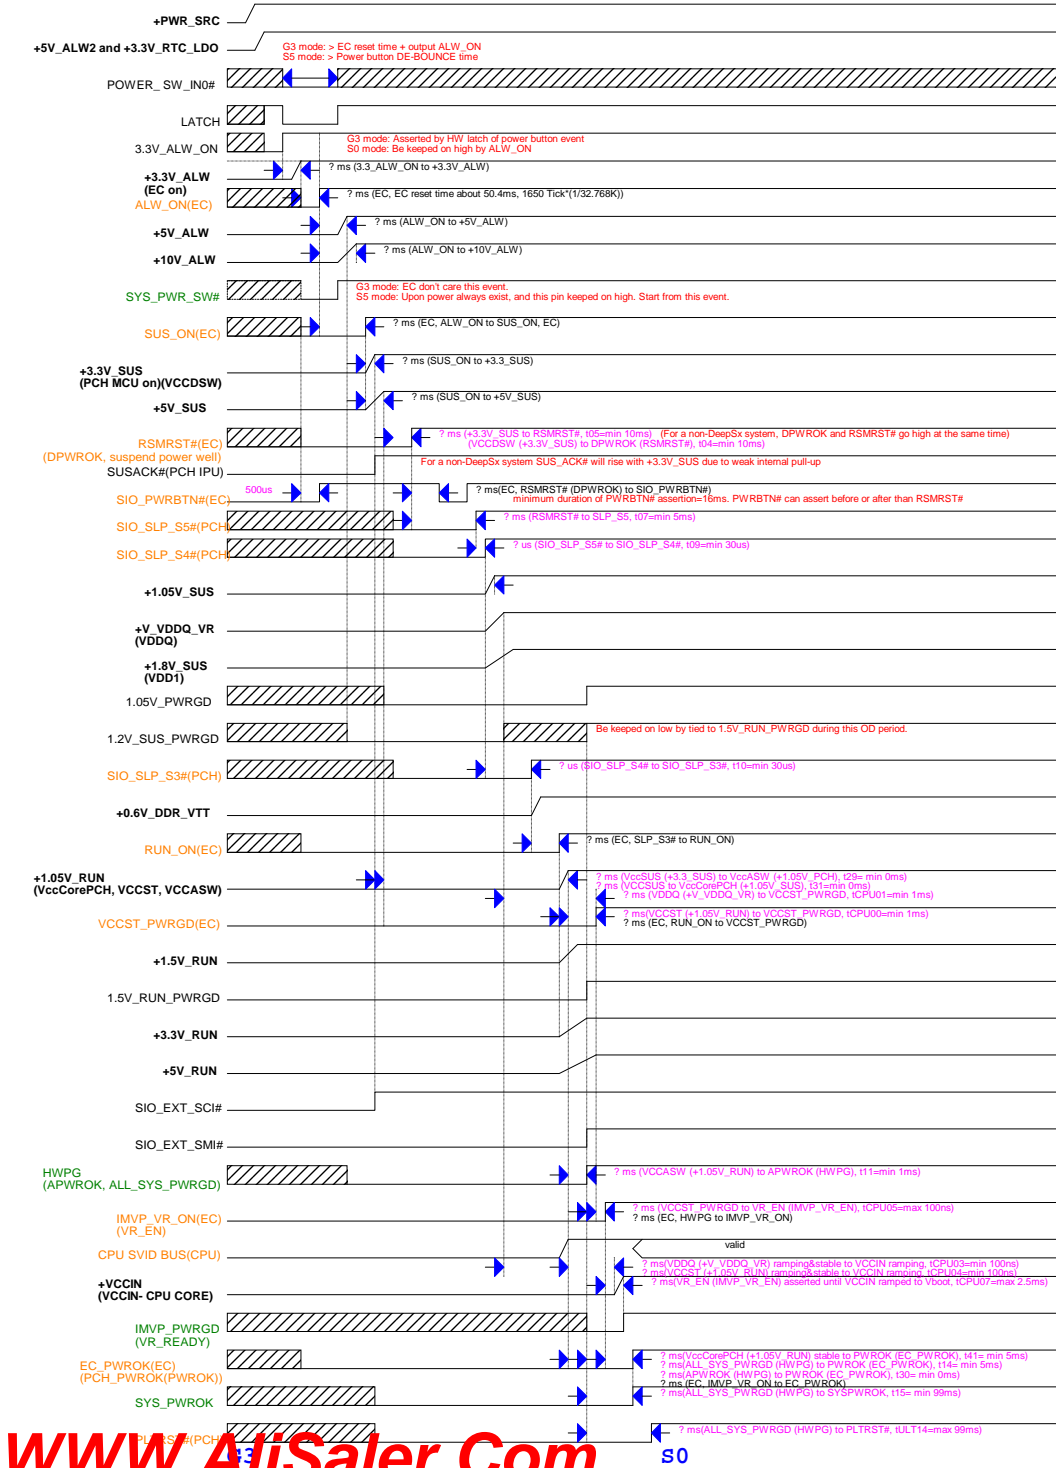 +PWR_SRC
+5V_ALW2 and +3.3V_RTC_LDO
G3 mode: > EC reset time + output ALW_ON
S5 mode: > Power button DE-BOUNCE time
POWER_ SW_IN0#
LATCH
3.3V_ALW_ON
G3 mode: Asserted by HW latch of power button event
S0 mode: Be keeped on high by ALW_ON
+3.3V_ALW
(EC on)
? ms (3.3_ALW_ON to +3.3V_ALW)
ALW_ON(EC)
? ms (EC, EC reset time about 50.4ms, 1650 Tick*(1/32.768K))
+5V_ALW
? ms (ALW_ON to +5V_ALW)
+10V_ALW
? ms (ALW_ON to +10V_ALW)
SYS_PWR_SW#
G3 mode: EC don't care this event.
S5 mode: Upon power always exist, and this pin keeped on high. Start from this event.
SUS_ON(EC)
? ms (EC, ALW_ON to SUS_ON, EC)
+3.3V_SUS
(PCH MCU on)(VCCDSW)
? ms (SUS_ON to +3.3_SUS)
+5V_SUS
? ms (SUS_ON to +5V_SUS)
RSMRST#(EC)
(DPWROK, suspend power well)
? ms (+3.3V_SUS to RSMRST#, t05=min 10ms) (For a non-DeepSx system, DPWROK and RSMRST# go high at the same time)
(VCCDSW (+3.3V_SUS) to DPWROK (RSMRST#), t04=min 10ms)
SUSACK#(PCH IPU)
For a non-DeepSx system SUS_ACK# will rise with +3.3V_SUS due to weak internal pull-up
SIO_PWRBTN#(EC)
500us
? ms(EC, RSMRST# (DPWROK) to SIO_PWRBTN#)
minimum duration of PWRBTN# assertion=16ms. PWRBTN# can assert before or after than RSMRST#
SIO_SLP_S5#(PCH)
? ms (RSMRST# to SLP_S5, t07=min 5ms)
SIO_SLP_S4#(PCH)
? us (SIO_SLP_S5# to SIO_SLP_S4#, t09=min 30us)
+1.05V_SUS
+V_VDDQ_VR
(VDDQ)
+1.8V_SUS
(VDD1)
1.05V_PWRGD
1.2V_SUS_PWRGD
Be keeped on low by tied to 1.5V_RUN_PWRGD during this OD period.
SIO_SLP_S3#(PCH)
? us (SIO_SLP_S4# to SIO_SLP_S3#, t10=min 30us)
+0.6V_DDR_VTT
RUN_ON(EC)
? ms (EC, SLP_S3# to RUN_ON)
+1.05V_RUN
(VccCorePCH, VCCST, VCCASW)
? ms (VccSUS (+3.3_SUS) to VccASW (+1.05V_PCH), t29= min 0ms)
? ms (VCCSUS to VccCorePCH (+1.05V_SUS), t31=min 0ms)
? ms (VDDQ (+V_VDDQ_VR) to VCCST_PWRGD, tCPU01=min 1ms)
VCCST_PWRGD(EC)
? ms(VCCST (+1.05V_RUN) to VCCST_PWRGD, tCPU00=min 1ms)
? ms (EC, RUN_ON to VCCST_PWRGD)
+1.5V_RUN
1.5V_RUN_PWRGD
+3.3V_RUN
+5V_RUN
SIO_EXT_SCI#
SIO_EXT_SMI#
HWPG
(APWROK, ALL_SYS_PWRGD)
? ms (VCCASW (+1.05V_RUN) to APWROK (HWPG), t11=min 1ms)
IMVP_VR_ON(EC)
(VR_EN)
? ms (VCCST_PWRGD to VR_EN (IMVP_VR_EN), tCPU05=max 100ns)
? ms (EC, HWPG to IMVP_VR_ON)
CPU SVID BUS(CPU)
valid
? ms(VDDQ (+V_VDDQ_VR) ramping&stable to VCCIN ramping, tCPU03=min 100ns)
? ms(VCCST (+1.05V_RUN) ramping&stable to VCCIN ramping, tCPU04=min 100ns)
+VCCIN
(VCCIN- CPU CORE)
? ms(VR_EN (IMVP_VR_EN) asserted until VCCIN ramped to Vboot, tCPU07=max 2.5ms)
IMVP_PWRGD
(VR_READY)
EC_PWROK(EC)
(PCH_PWROK(PWROK))
? ms(VccCorePCH (+1.05V_RUN) stable to PWROK (EC_PWROK), t41= min 5ms)
? ms(ALL_SYS_PWRGD (HWPG) to PWROK (EC_PWROK), t14= min 5ms)
? ms(APWROK (HWPG) to PWROK (EC_PWROK), t30= min 0ms)
? ms (EC, IMVP_VR_ON to EC_PWROK)
SYS_PWROK
? ms(ALL_SYS_PWRGD (HWPG) to SYSPWROK, t15= min 99ms)
PLTRST#(PCH)
? ms(ALL_SYS_PWRGD (HWPG) to PLTRST#, tULT14=max 99ms)
WWW.AliSaler.Com
G3
S0